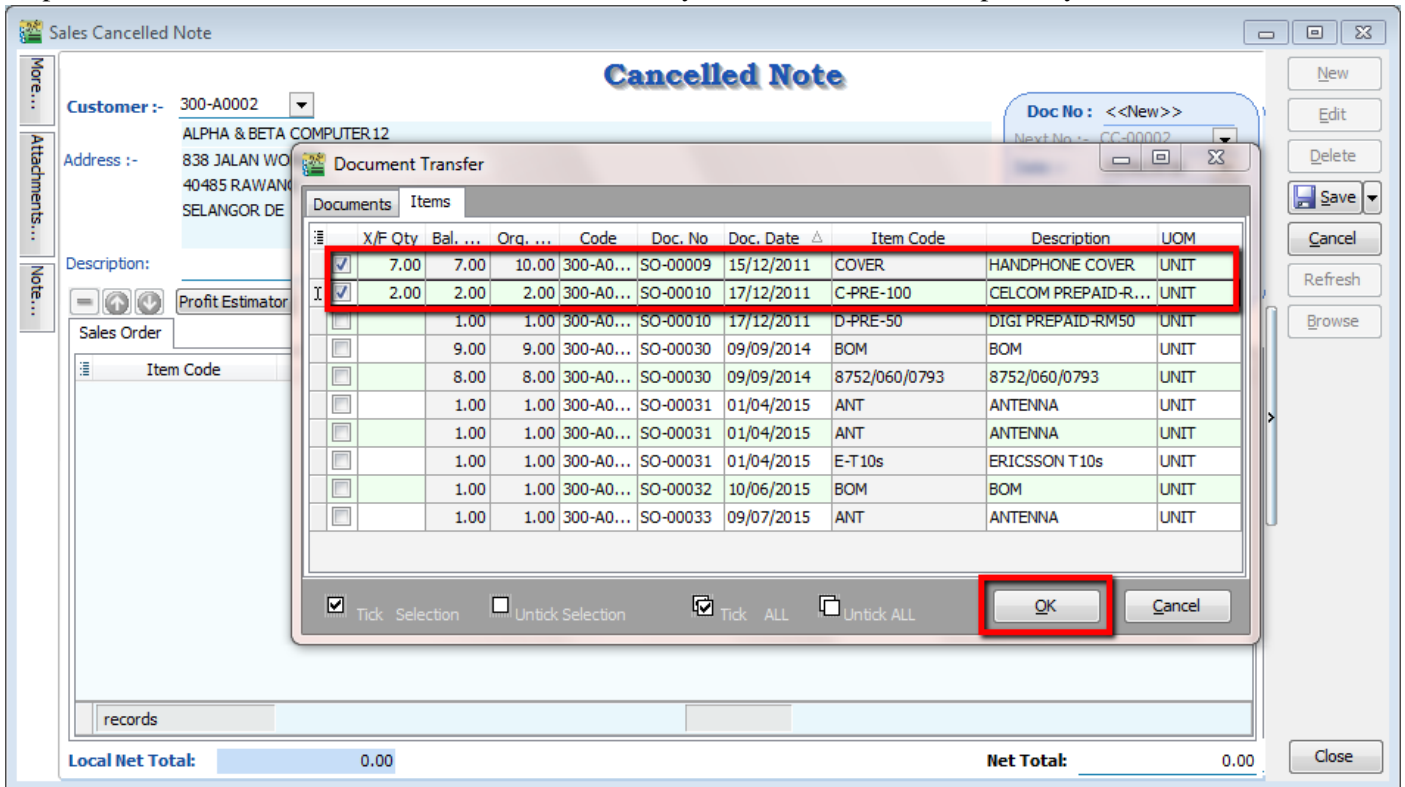 Sales Cancelled Note
More...
Attachments...
Note...
Cancelled Note
Customer :- 300-A0002
Doc No : <<New>>
ALPHA & BETA COMPUTER 12
Next No :- CC-00002
Address :- 838 JALAN WO
40485 RAWANG
SELANGOR DE
Description:
Profit Estimator
Sales Order
Item Code
Document Transfer
Documents Items
X/F Qty Bal. ... Org. ... Code Doc. No Doc. Date Item Code Description UOM
7.00 7.00 10.00 300-A0... SO-00009 15/12/2011 COVER HANDPHONE COVER UNIT
2.00 2.00 2.00 300-A0... SO-00010 17/12/2011 C-PRE-100 CELCOM PREPAID-R... UNIT
1.00 1.00 300-A0... SO-00010 17/12/2011 D-PRE-50 DIGI PREPAID-RM50 UNIT
9.00 9.00 300-A0... SO-00030 09/09/2014 BOM BOM UNIT
8.00 8.00 300-A0... SO-00030 09/09/2014 8752/060/0793 8752/060/0793 UNIT
1.00 1.00 300-A0... SO-00031 01/04/2015 ANT ANTENNA UNIT
1.00 1.00 300-A0... SO-00031 01/04/2015 ANT ANTENNA UNIT
1.00 1.00 300-A0... SO-00031 01/04/2015 E-T10s ERICSSON T10s UNIT
1.00 1.00 300-A0... SO-00032 10/06/2015 BOM BOM UNIT
1.00 1.00 300-A0... SO-00033 09/07/2015 ANT ANTENNA UNIT
Tick Selection Untick Selection Tick ALL Untick ALL OK Cancel
records
Local Net Total: 0.00 Net Total: 0.00
New
Edit
Delete
Save
Cancel
Refresh
Browse
Close